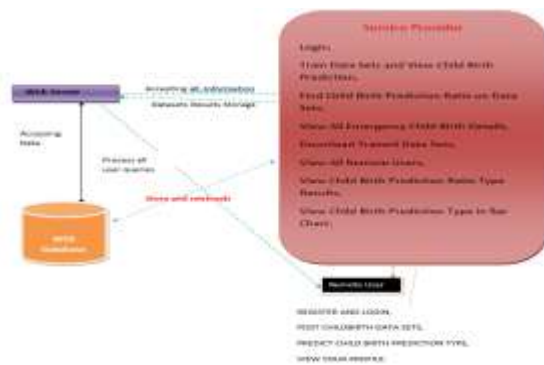 Service Provider
Login,
Train Data Sets and View Child Birth
Prediction,
Find Child Birth Prediction Ratio on Data
Sets,
View All Emergency Child Birth Details,
Download Trained Data Sets,
View All Remote Users,
View Child Birth Prediction Ratio Type
Results,
View Child Birth Prediction Type In Bar
Chart,
Web Server
Accepting all Information
Datasets Results Storage
Accessing
Data
Process all
user queries
Store and retrievals
WEB
Database
Remote User
REGISTER AND LOGIN,
POST CHILDBIRTH DATA SETS,
PREDICT CHILD BIRTH PREDICTION TYPE,
VIEW YOUR PROFILE.